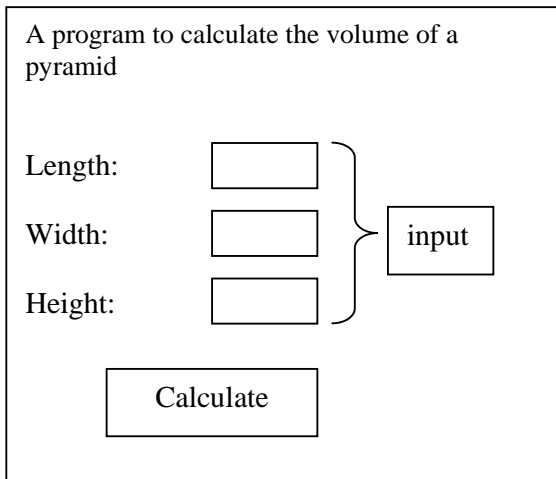 A program to calculate the volume of a
pyramid
Length:
Width:
input
Height:
Calculate